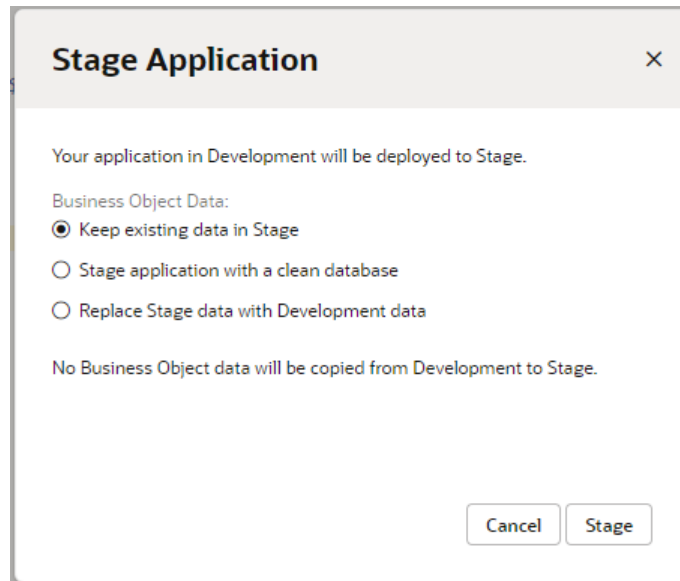 Stage Application
Your application in Development will be deployed to Stage.
Business Object Data:
Keep existing data in Stage
Stage application with a clean database
Replace Stage data with Development data
No Business Object data will be copied from Development to Stage.
Cancel Stage